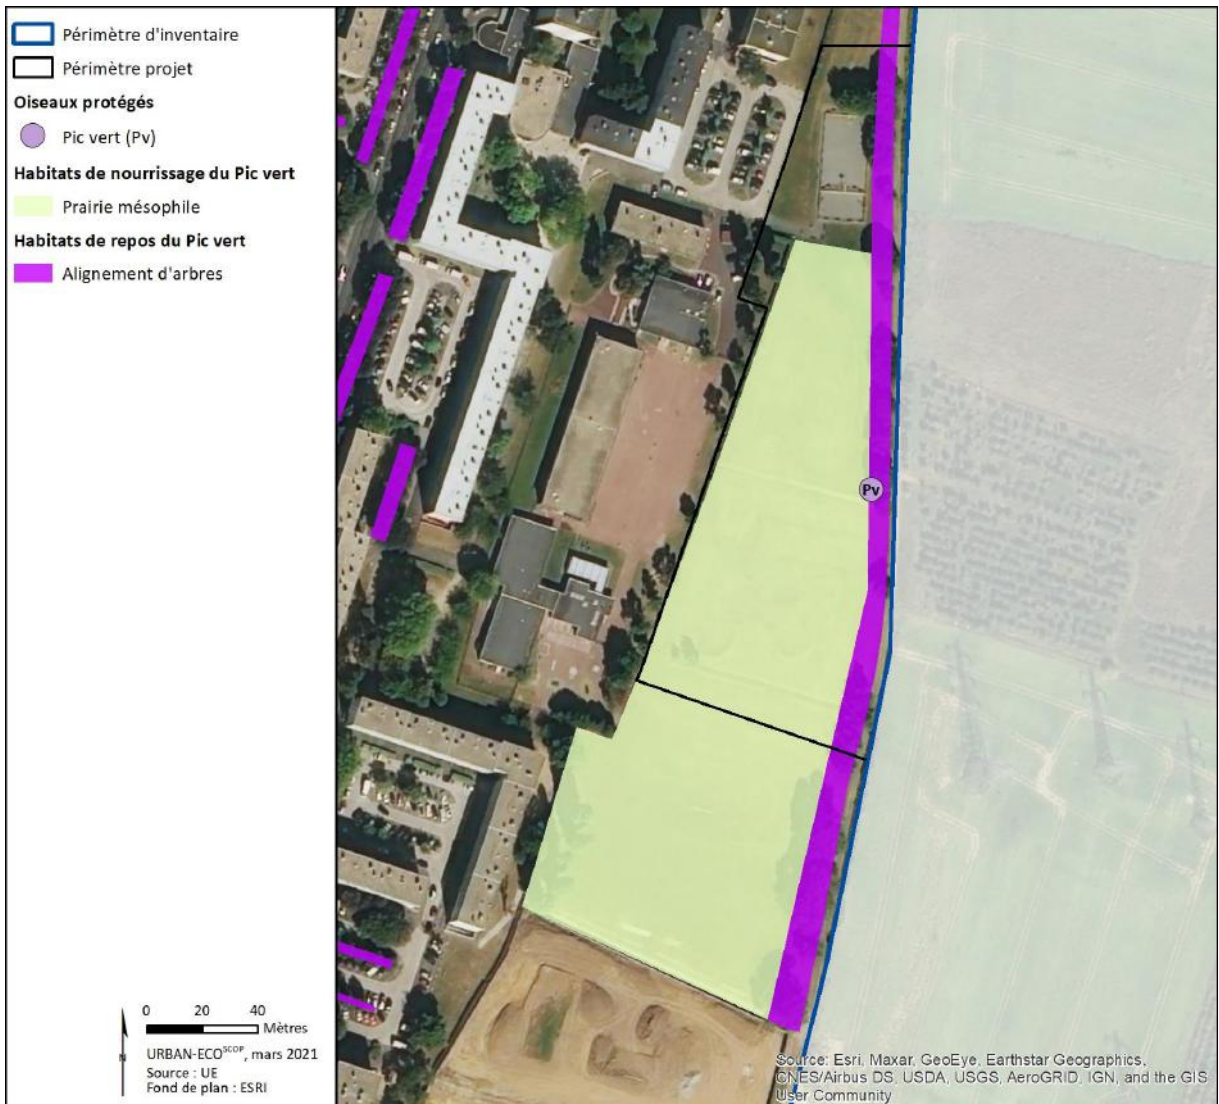 Périmètre d'inventaire
Périmètre projet
Oiseaux protégés
Pic vert (Pv)
Habitats de nourrissage du Pic vert
Prairie mésophile
Habitats de repos du Pic vert
Alignement d'arbres
Pv
0 20 40
Mètres
N
URBAN-ECO SCOP, mars 2021
Source : UE
Fond de plan : ESRI
Source: Esri, Maxar, GeoEye, Earthstar Geographics,
CNES/Airbus DS, USDA, USGS, AeroGRID, IGN, and the GIS
User Community